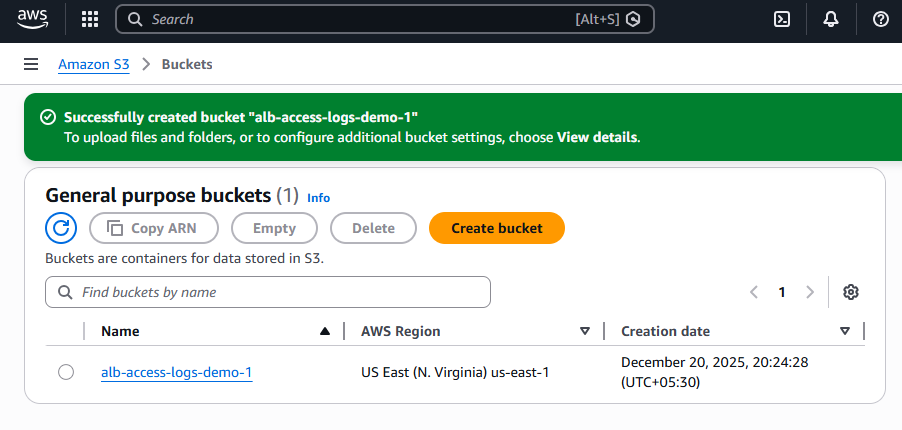 aws
Search [Alt+S]
Amazon S3 > Buckets
Successfully created bucket "alb-access-logs-demo-1"
To upload files and folders, or to configure additional bucket settings, choose View details.
General purpose buckets (1) Info
Copy ARN Empty Delete Create bucket
Buckets are containers for data stored in S3.
Find buckets by name 1
Name AWS Region Creation date
alb-access-logs-demo-1 US East (N. Virginia) us-east-1 December 20, 2025, 20:24:28
(UTC+05:30)